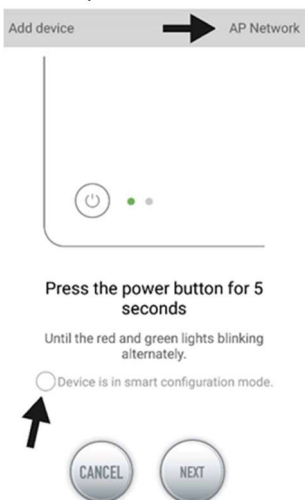 Add device AP Network
Press the power button for 5
seconds
Until the red and green lights blinking
alternately.
Device is in smart configuration mode.
CANCEL NEXT